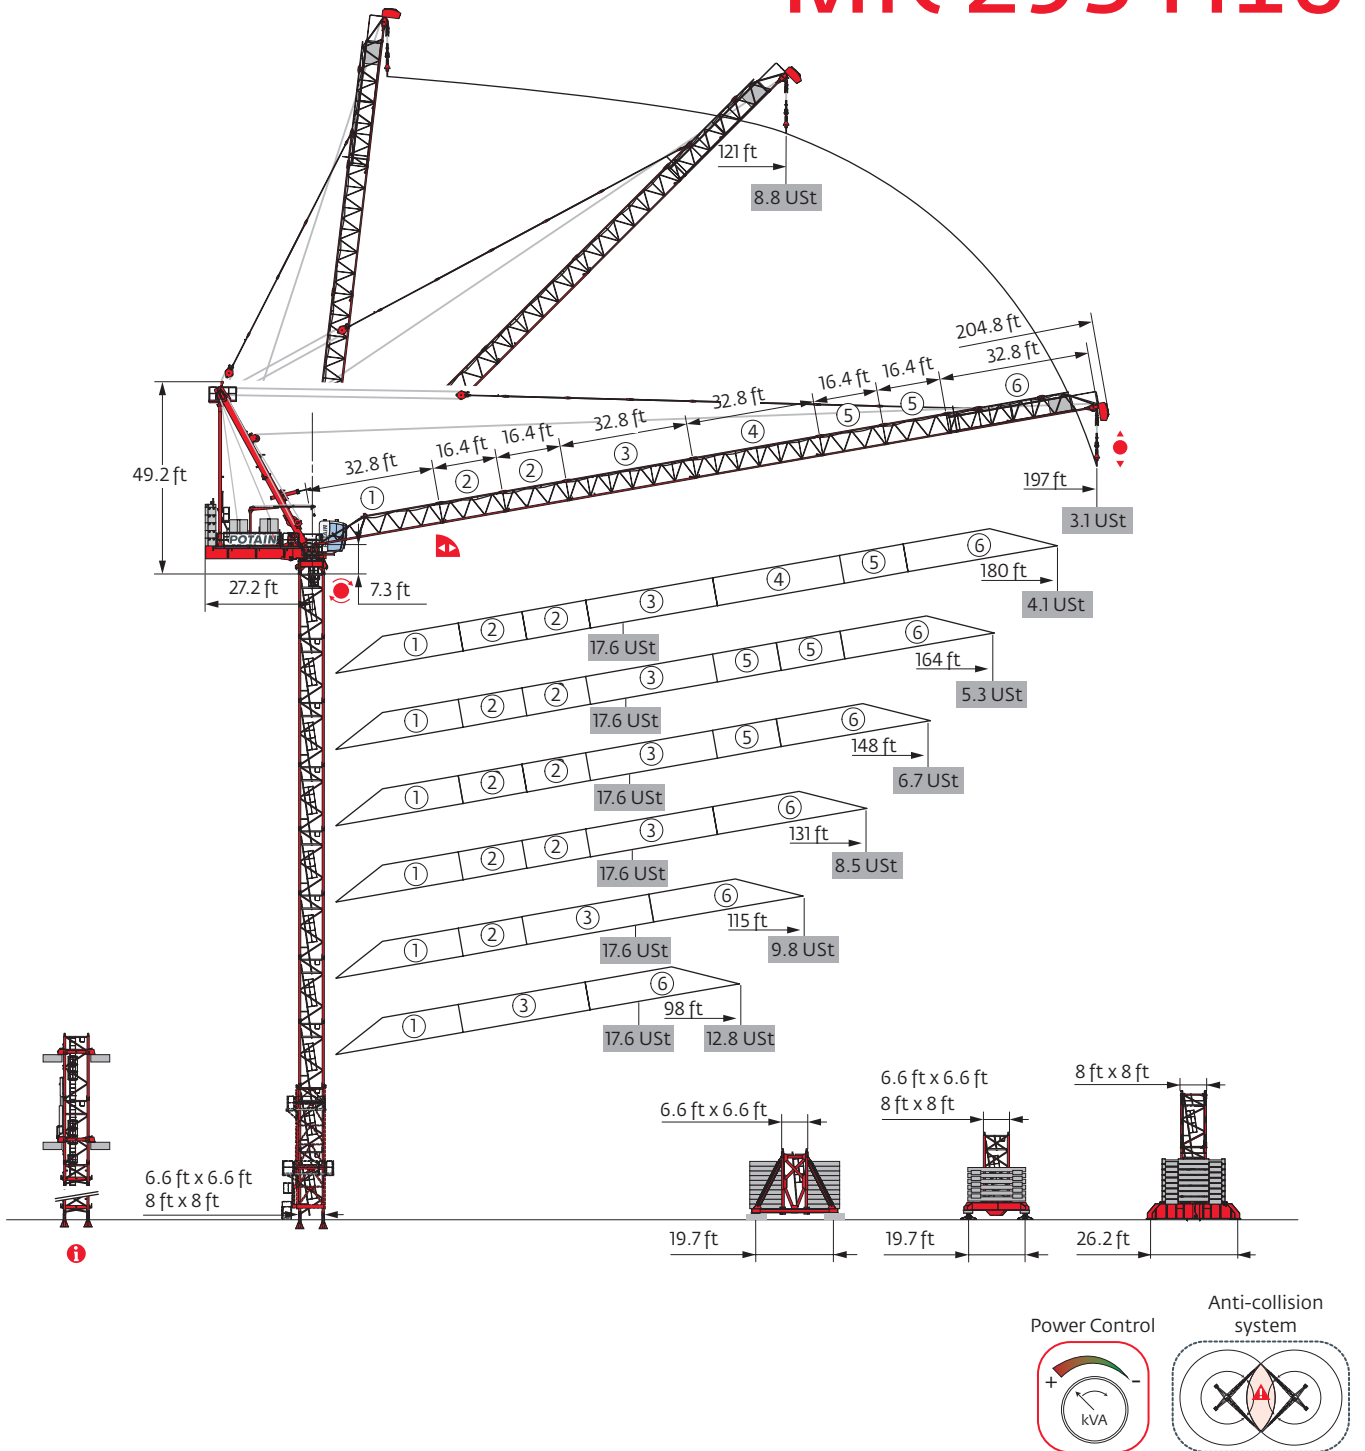 121 ft
8.8 USt
204.8 ft
32.8 ft
16.4 ft
16.4 ft
32.8 ft
32.8 ft
16.4 ft
16.4 ft
32.8 ft
⑥
⑤
⑤
④
③
②
②
①
49.2 ft
197 ft
3.1 USt
POTAIN
27.2 ft
7.3 ft
① ② ② ③ ④ ⑤ ⑥
180 ft
17.6 USt
4.1 USt
① ② ② ③ ⑤ ⑤ ⑥
164 ft
17.6 USt
5.3 USt
① ② ② ③ ⑤ ⑥
148 ft
17.6 USt
6.7 USt
① ② ② ③ ⑥
131 ft
17.6 USt
8.5 USt
① ② ③ ⑥
115 ft
17.6 USt
9.8 USt
① ③ ⑥
98 ft
17.6 USt
12.8 USt
6.6 ft x 6.6 ft
8 ft x 8 ft
i
6.6 ft x 6.6 ft
19.7 ft
6.6 ft x 6.6 ft
8 ft x 8 ft
19.7 ft
8 ft x 8 ft
26.2 ft
Power Control
+ -
kVA
Anti-collision
system